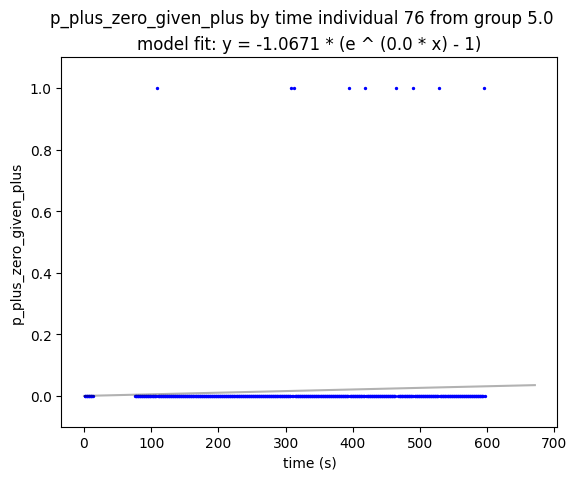 p_plus_zero_given_plus by time individual 76 from group 5.0
model fit: y = -1.0671 * (e ^ (0.0 * x) - 1)
1.0
0.8
0.6
0.4
0.2
0.0
p_plus_zero_given_plus
0 100 200 300 400 500 600 700
time (s)